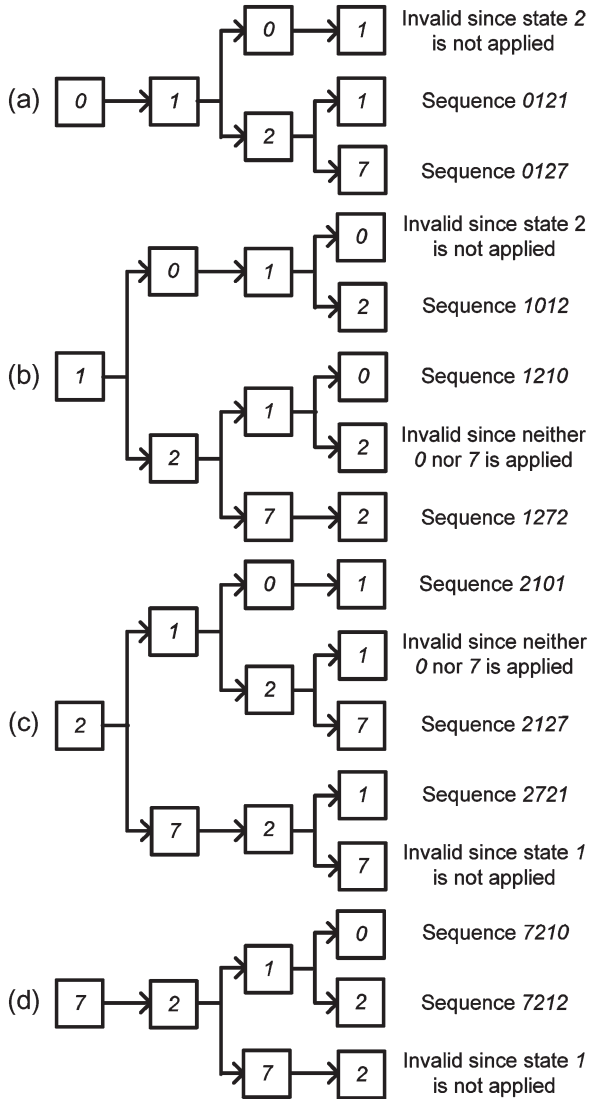 0 1 Invalid since state 2
is not applied
(a) 0 1
1 Sequence 0121
2
7 Sequence 0127
0 Invalid since state 2
is not applied
0 1
2 Sequence 1012
(b) 1
0 Sequence 1210
1
2 Invalid since neither
0 nor 7 is applied
2
7 2 Sequence 1272
0 1 Sequence 2101
1
1 Invalid since neither
0 nor 7 is applied
2
7 Sequence 2127
(c) 2
1 Sequence 2721
7 2
7 Invalid since state 1
is not applied
0 Sequence 7210
1
(d) 7 2
2 Sequence 7212
7 2 Invalid since state 1
is not applied